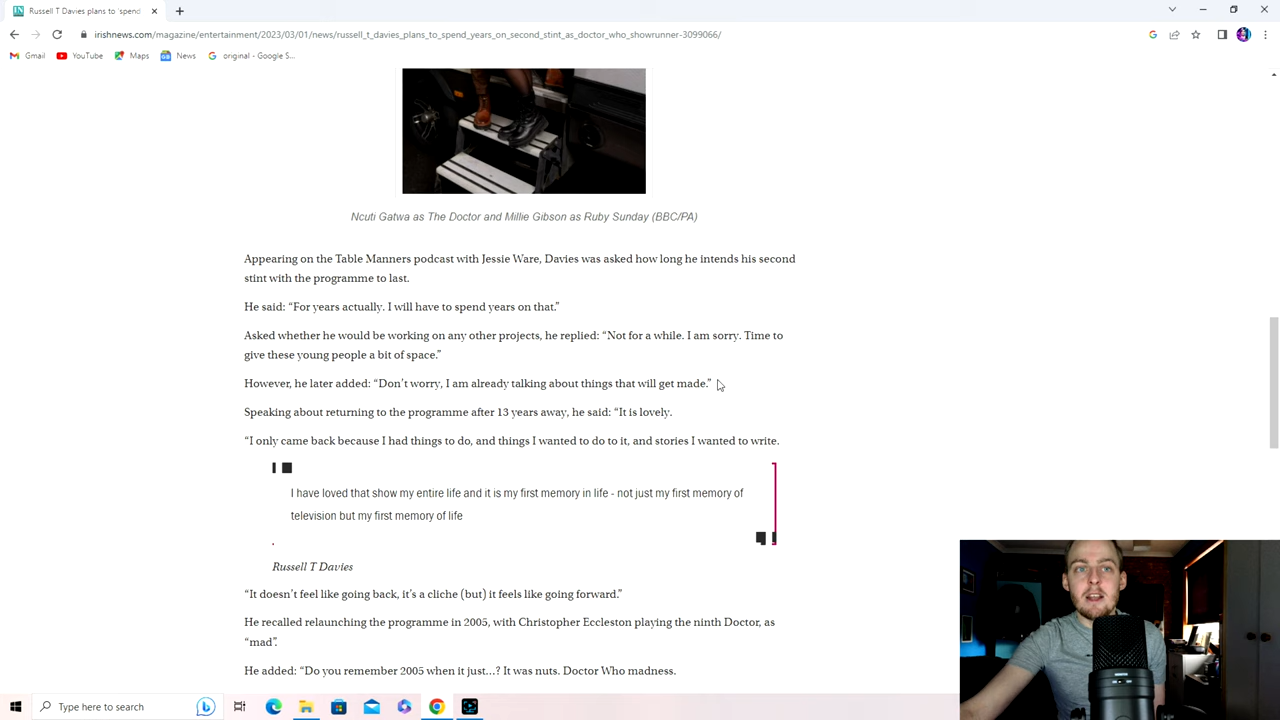 Russell T Davies plans to 'spend
irishnews.com/magazine/entertainment/2023/03/01/news/russell_t_davies_plans_to_spend_years_on_second_stint_as_doctor_who_showrunner-3099066/
Gmail YouTube Maps News original - Google S...
Ncuti Gatwa as The Doctor and Millie Gibson as Ruby Sunday (BBC/PA)
Appearing on the Table Manners podcast with Jessie Ware, Davies was asked how long he intends his second
stint with the programme to last.
He said: “For years actually. I will have to spend years on that.”
Asked whether he would be working on any other projects, he replied: “Not for a while. I am sorry. Time to
give these young people a bit of space.”
However, he later added: “Don’t worry, I am already talking about things that will get made.”
Speaking about returning to the programme after 13 years away, he said: “It is lovely.
“I only came back because I had things to do, and things I wanted to do to it, and stories I wanted to write.
I have loved that show my entire life and it is my first memory in life - not just my first memory of
television but my first memory of life
Russell T Davies
“It doesn’t feel like going back, it’s a cliche (but) it feels like going forward.”
He recalled relaunching the programme in 2005, with Christopher Eccleston playing the ninth Doctor, as
“mad”.
He added: “Do you remember 2005 when it just…? It was nuts. Doctor Who madness.
Type here to search